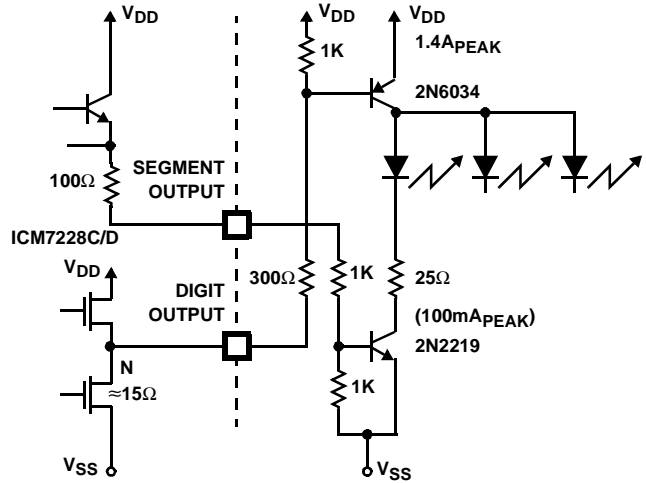 VDD
VDD
VDD
1K
1.4APEAK
2N6034
SEGMENT
OUTPUT
100Ω
ICM7228C/D
VDD
DIGIT
OUTPUT
300Ω
1K
25Ω
(100mAPEAK)
2N2219
N
≈15Ω
1K
VSS
VSS